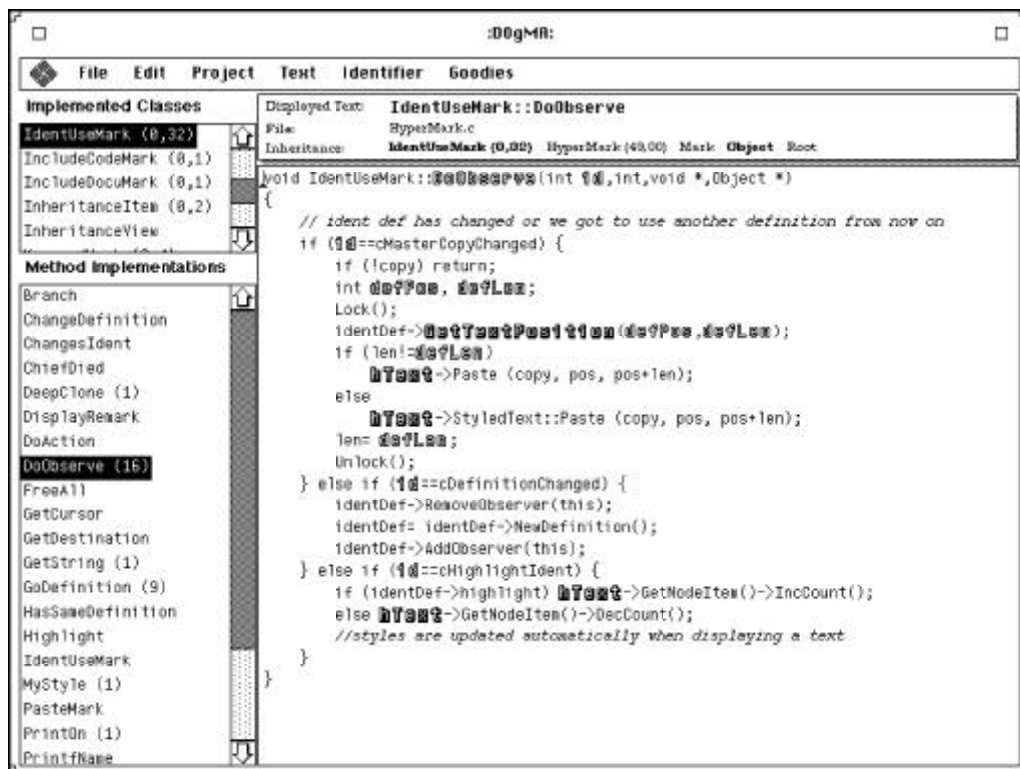 :DOgMA:
File Edit Project Text Identifier Goodies
Implemented Classes
IdentUseMark (0,32)
IncludeCodeMark (0,1)
IncludeDocuMark (0,1)
InheritanceItem (0,2)
InheritanceView
Method Implementations
Branch
ChangeDefinition
ChangesIdent
ChiefDied
DeepClone (1)
DisplayRemark
DoAction
DoObserve (16)
FreeAll
GetCursor
GetDestination
GetString (1)
GoDefinition (9)
HasSameDefinition
Highlight
IdentUseMark
MyStyle (1)
PasteMark
PrintOn (1)
PrintfName
Displayed Text: IdentUseMark::DoObserve
File: HyperMark.c
Inheritance: IdentUseMark (0,32) HyperMark (49,00) Mark Object Root
void IdentUseMark::DoObserve(int id,int,void *,Object *)
{
// ident def has changed or we got to use another definition from now on
if (id==cMasterCopyChanged) {
if (!copy) return;
int defPos, defLen;
Lock();
identDef->GetTextPosition(defPos,defLen);
if (len!=defLen)
hText->Paste (copy, pos, pos+len);
else
hText->StyledText::Paste (copy, pos, pos+len);
len= defLen;
Unlock();
} else if (id==cDefinitionChanged) {
identDef->RemoveObserver(this);
identDef= identDef->NewDefinition();
identDef->AddObserver(this);
} else if (id==cHighlightIdent) {
if (identDef->highlight) hText->GetNodeItem()->IncCount();
else hText->GetNodeItem()->DecCount();
//styles are updated automatically when displaying a text
}
}